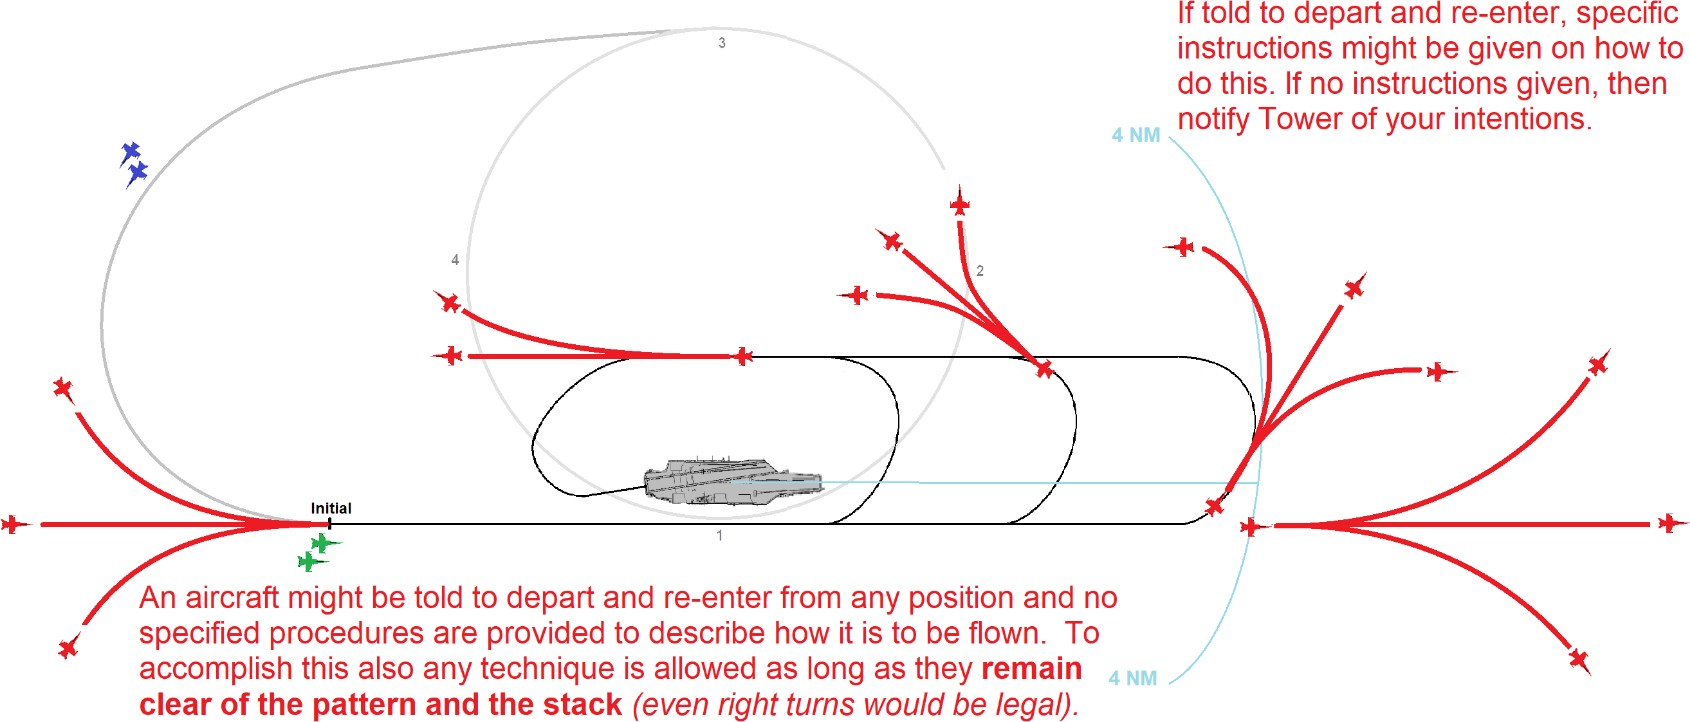 If told to depart and re-enter, specific
instructions might be given on how to
do this. If no instructions given, then
notify Tower of your intentions.
3
4 NM
4
2
Initial
1
An aircraft might be told to depart and re-enter from any position and no
specified procedures are provided to describe how it is to be flown.  To
accomplish this also any technique is allowed as long as they remain
clear of the pattern and the stack (even right turns would be legal).
4 NM